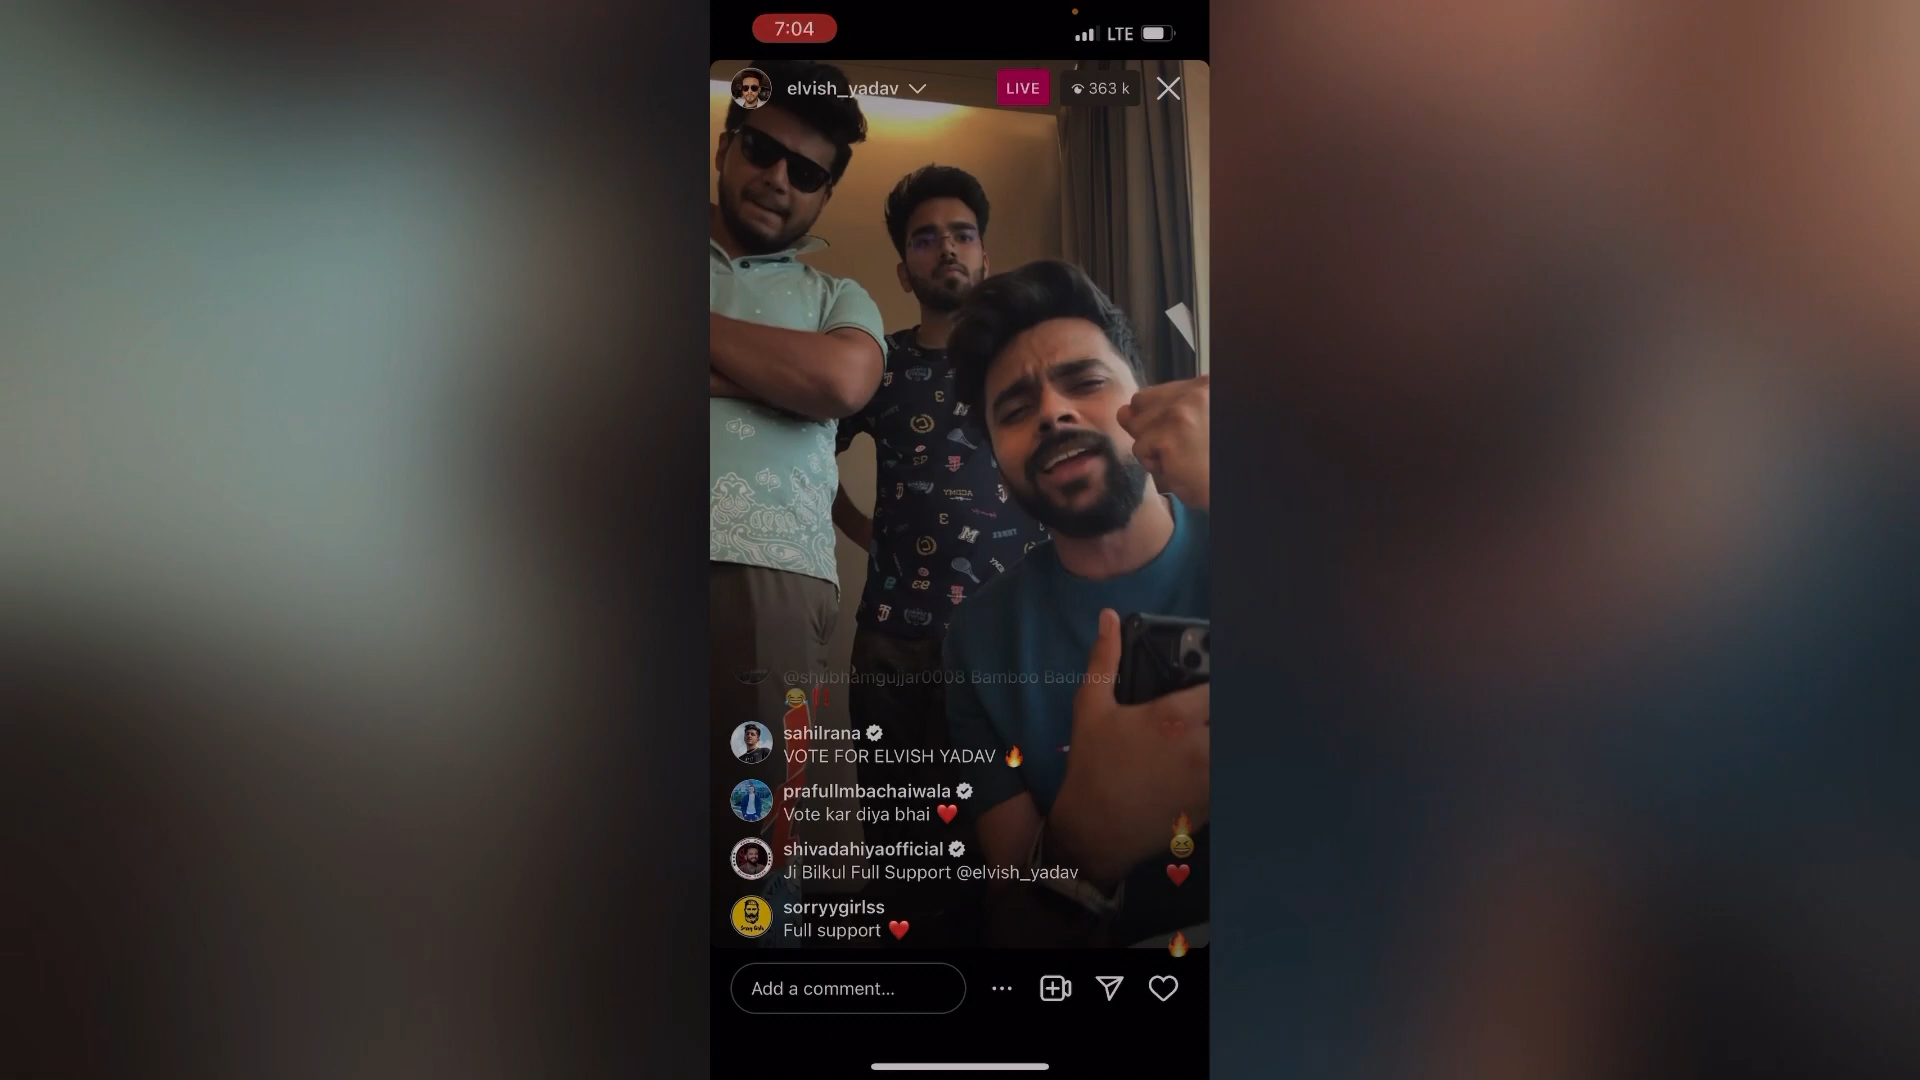 7:04
LTE
elvish_yadav
LIVE
363 k
@shubhamgujjar0008 Bamboo Badmosh
😂‼️
sahilrana
VOTE FOR ELVISH YADAV 🔥
prafullmbachaiwala
Vote kar diya bhai ❤️
shivadahiyaofficial
Ji Bilkul Full Support @elvish_yadav
sorryygirlss
Full support ❤️
Add a comment...